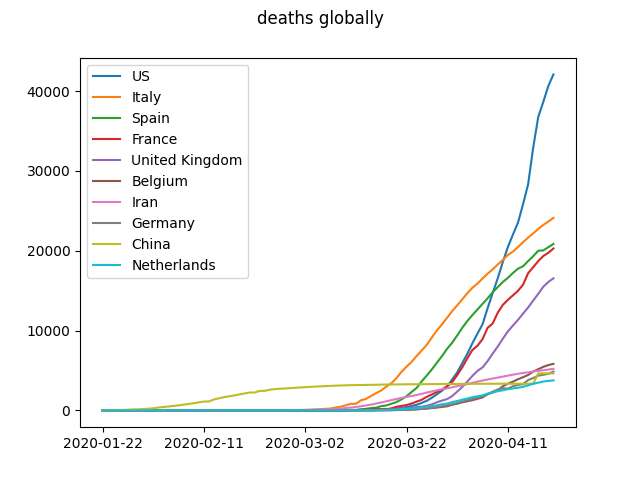 deaths globally
US
Italy
Spain
France
United Kingdom
Belgium
Iran
Germany
China
Netherlands
40000
30000
20000
10000
0
2020-01-22 2020-02-11 2020-03-02 2020-03-22 2020-04-11